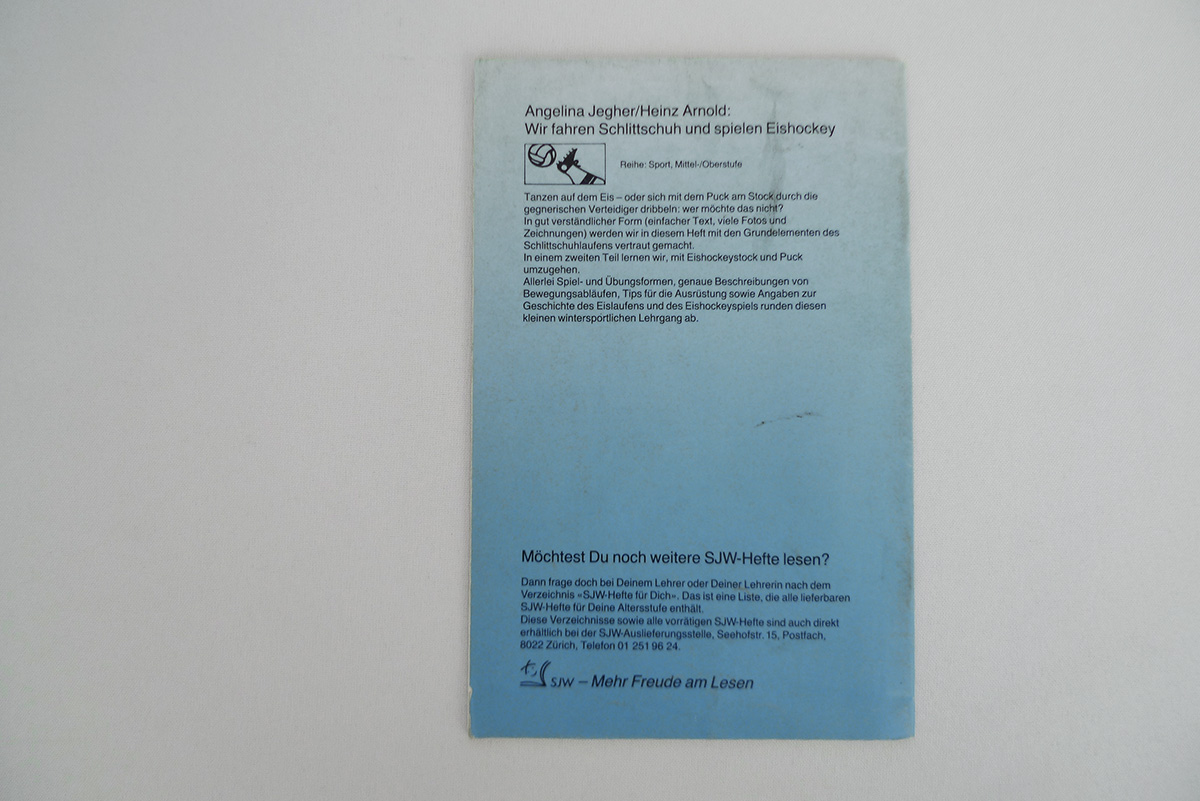 Angelina Jegher/Heinz Arnold:
Wir fahren Schlittschuh und spielen Eishockey
Reihe: Sport, Mittel-/Oberstufe
Tanzen auf dem Eis – oder sich mit dem Puck am Stock durch die
gegnerischen Verteidiger dribbeln: wer möchte das nicht?
In gut verständlicher Form (einfacher Text, viele Fotos und
Zeichnungen) werden wir in diesem Heft mit den Grundelementen des
Schlittschuhlaufens vertraut gemacht.
In einem zweiten Teil lernen wir, mit Eishockeystock und Puck
umzugehen.
Allerlei Spiel- und Übungsformen, genaue Beschreibungen von
Bewegungsabläufen, Tips für die Ausrüstung sowie Angaben zur
Geschichte des Eislaufens und des Eishockeyspiels runden diesen
kleinen wintersportlichen Lehrgang ab.
Möchtest Du noch weitere SJW-Hefte lesen?
Dann frage doch bei Deinem Lehrer oder Deiner Lehrerin nach dem
Verzeichnis «SJW-Hefte für Dich». Das ist eine Liste, die alle lieferbaren
SJW-Hefte für Deine Altersstufe enthält.
Diese Verzeichnisse sowie alle vorrätigen SJW-Hefte sind auch direkt
erhältlich bei der SJW-Auslieferungsstelle, Seehofstr. 15, Postfach,
8022 Zürich, Telefon 01 251 96 24.
SJW – Mehr Freude am Lesen